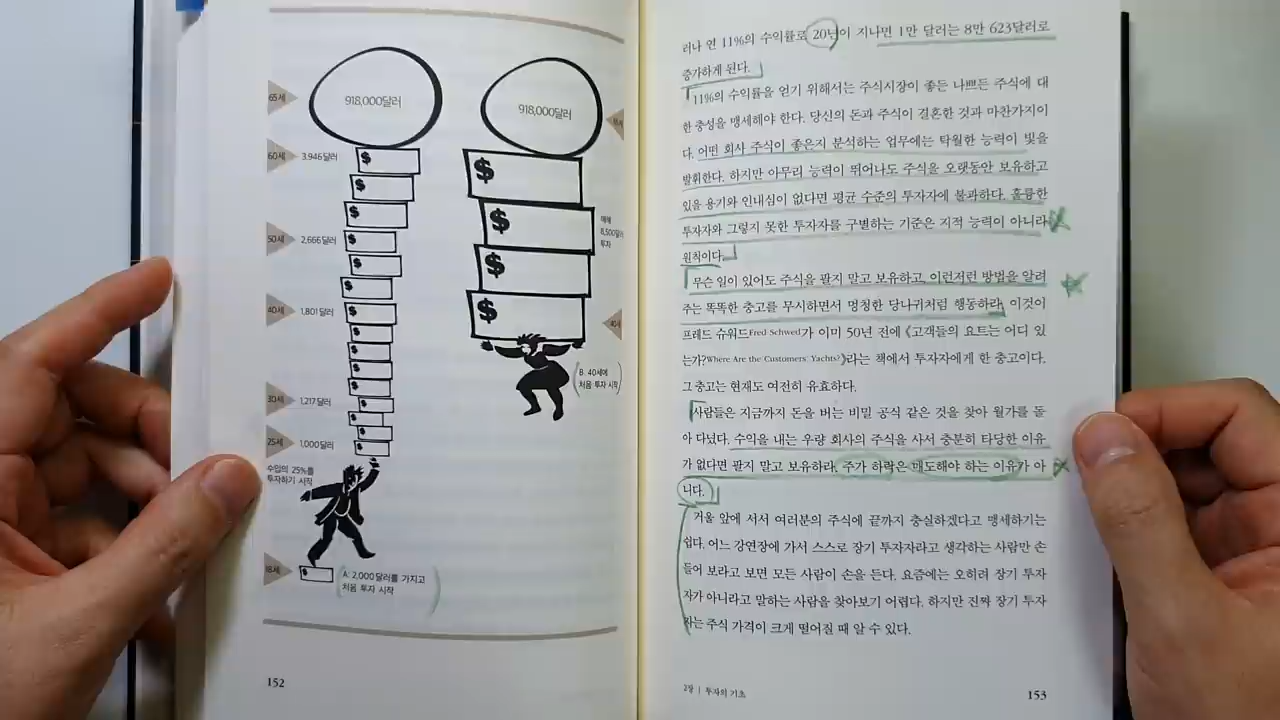 918,000달러
65세
60세 3,946달러
$
$
$
50세 2,666달러
$
$
$
40세 1,801달러
$
$
$
$
$
30세 1,217달러
$
$
25세 1,000달러
$
수입의 25%를
투자하기 시작
18세
$
A: 2,000달러를 가지고
처음 투자 시작
918,000달러
$
$
매해
8,500달러
투자
$
$
40세
B: 40세에
처음 투자 시작
152
러나 연 11%의 수익률로 20년이 지나면 1만 달러는 8만 623달러로
증가하게 된다.
11%의 수익률을 얻기 위해서는 주식시장이 좋든 나쁘든 주식에 대
한 충성을 맹세해야 한다. 당신의 돈과 주식이 결혼한 것과 마찬가지이
다. 어떤 회사 주식이 좋은지 분석하는 업무에는 탁월한 능력이 빛을
발휘한다. 하지만 아무리 능력이 뛰어나도 주식을 오랫동안 보유하고
있을 용기와 인내심이 없다면 평균 수준의 투자자에 불과하다. 훌륭한
투자자와 그렇지 못한 투자자를 구별하는 기준은 지적 능력이 아니라
원칙이다.
무슨 일이 있어도 주식을 팔지 말고 보유하고, 이런저런 방법을 알려
주는 똑똑한 충고를 무시하면서 멍청한 당나귀처럼 행동하라. 이것이
프레드 슈워드Fred Schwed가 이미 50년 전에 《고객들의 요트는 어디 있
는가?Where Are the Customers' Yachts?》라는 책에서 투자자에게 한 충고이다.
그 충고는 현재도 여전히 유효하다.
사람들은 지금까지 돈을 버는 비밀 공식 같은 것을 찾아 월가를 돌
아 다녔다. 수익을 내는 우량 회사의 주식을 사서 충분히 타당한 이유
가 없다면 팔지 말고 보유하라. 주가 하락은 매도해야 하는 이유가 아
니다.
거울 앞에 서서 여러분의 주식에 끝까지 충실하겠다고 맹세하기는
쉽다. 어느 강연장에 가서 스스로 장기 투자자라고 생각하는 사람만 손
들어 보라고 보면 모든 사람이 손을 든다. 요즘에는 오히려 장기 투자
자가 아니라고 말하는 사람을 찾아보기 어렵다. 하지만 진짜 장기 투자
자는 주식 가격이 크게 떨어질 때 알 수 있다.
2장 | 투자의 기초
153